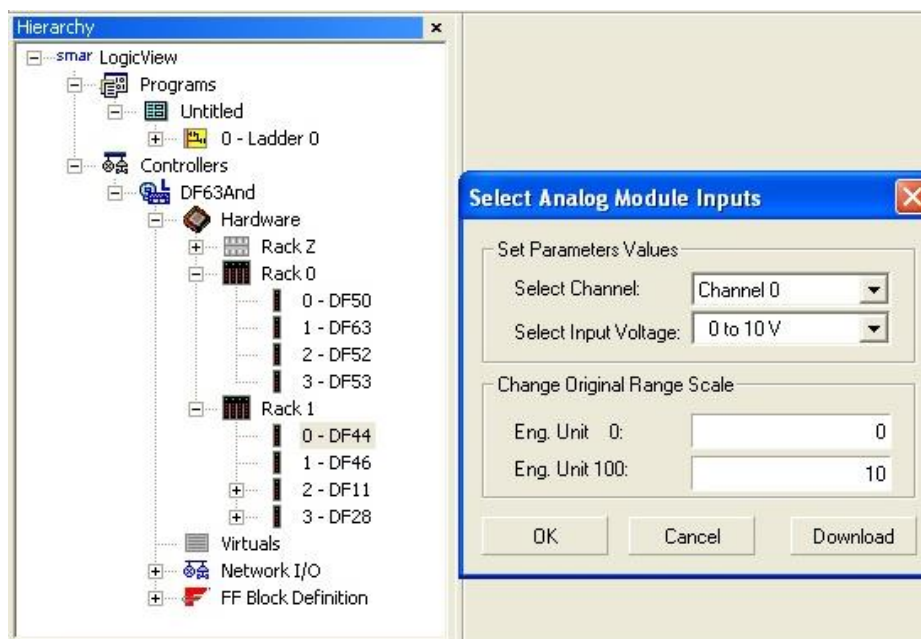 Hierarchy
smar LogicView
Programs
Untitled
0 - Ladder 0
Controllers
DF63And
Hardware
Rack Z
Rack 0
0 - DF50
1 - DF63
2 - DF52
3 - DF53
Rack 1
0 - DF44
1 - DF46
2 - DF11
3 - DF28
Virtuals
Network I/O
FF Block Definition
Select Analog Module Inputs
Set Parameters Values
Select Channel: Channel 0
Select Input Voltage: 0 to 10 V
Change Original Range Scale
Eng. Unit 0: 0
Eng. Unit 100: 10
OK Cancel Download